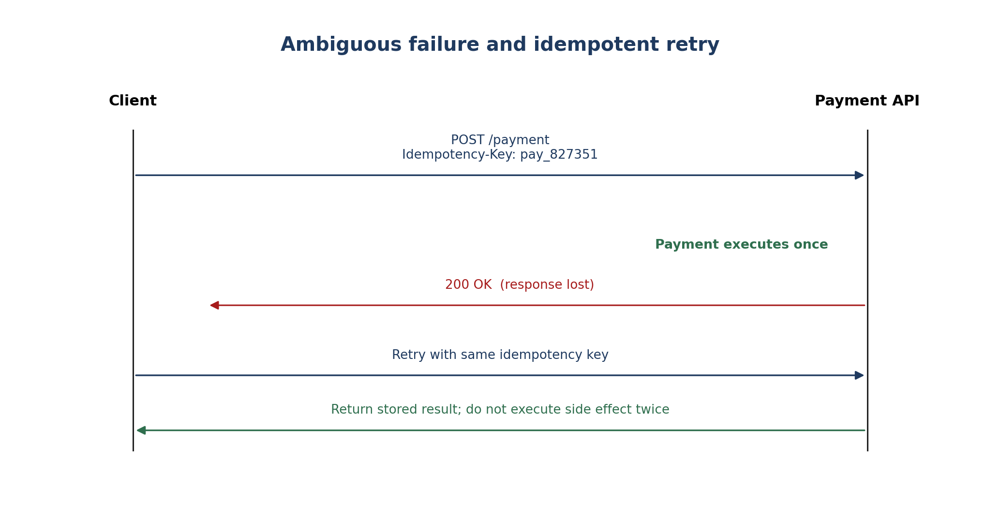 Ambiguous failure and idempotent retry
Client
Payment API
POST /payment
Idempotency-Key: pay_827351
Payment executes once
200 OK  (response lost)
Retry with same idempotency key
Return stored result; do not execute side effect twice